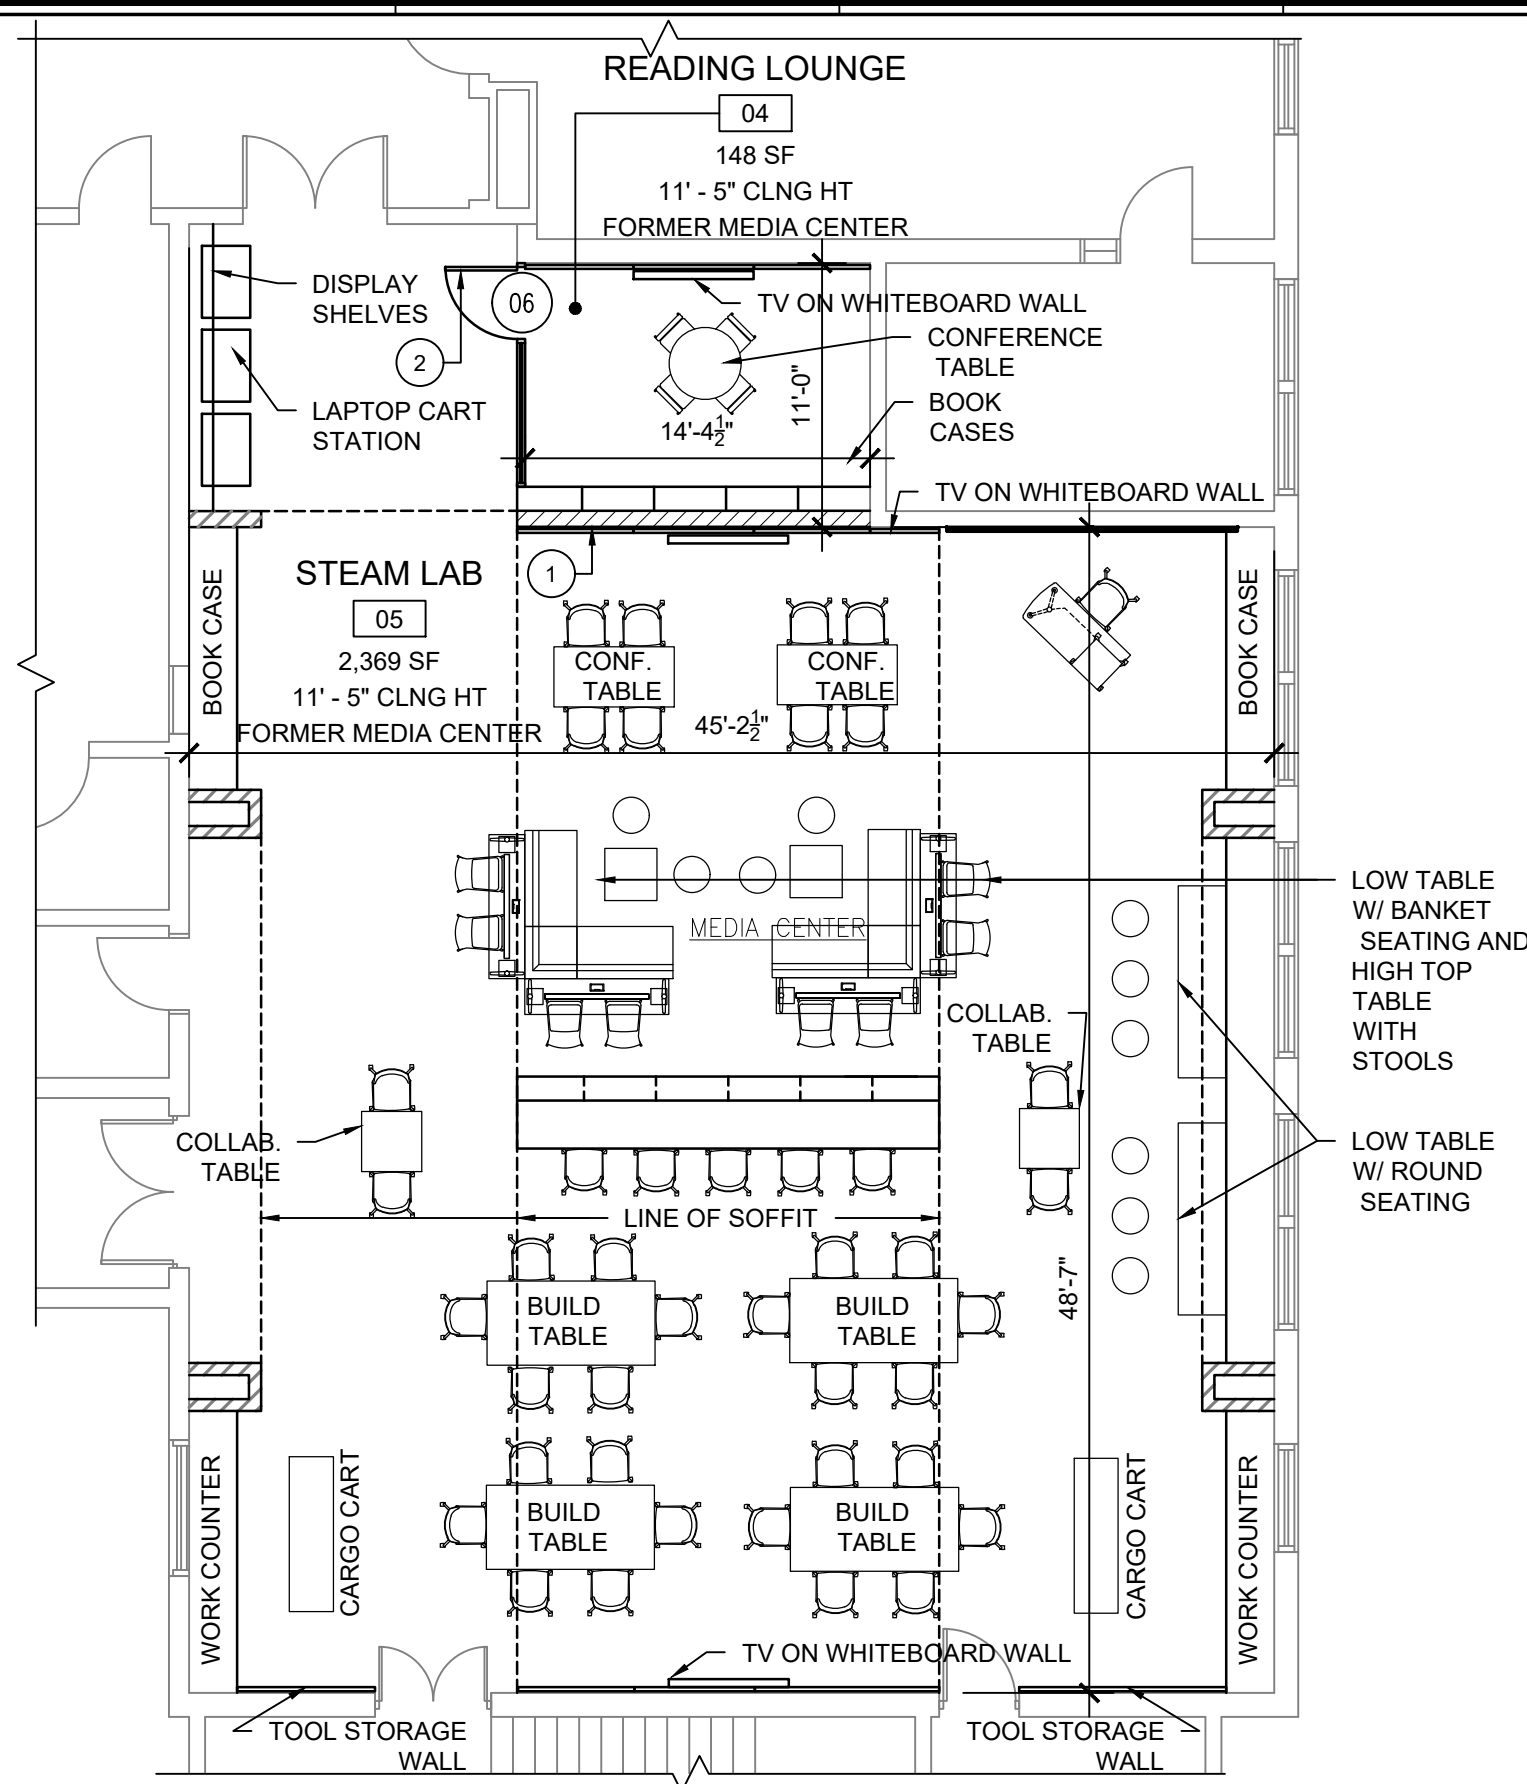 READING LOUNGE
04
148 SF
11' - 5" CLNG HT
FORMER MEDIA CENTER
DISPLAY
SHELVES
06
TV ON WHITEBOARD WALL
2
CONFERENCE
TABLE
LAPTOP CART
STATION
14'-4½"
11'-0"
BOOK
CASES
TV ON WHITEBOARD WALL
STEAM LAB
05
2,369 SF
11' - 5" CLNG HT
FORMER MEDIA CENTER
1
BOOK CASE
BOOK CASE
CONF.
TABLE
CONF.
TABLE
45'-2½"
MEDIA CENTER
LOW TABLE
W/ BANKET
SEATING AND
HIGH TOP
TABLE
WITH
STOOLS
COLLAB.
TABLE
COLLAB.
TABLE
LOW TABLE
W/ ROUND
SEATING
LINE OF SOFFIT
48'-7"
BUILD
TABLE
BUILD
TABLE
BUILD
TABLE
BUILD
TABLE
WORK COUNTER
CARGO CART
CARGO CART
WORK COUNTER
TV ON WHITEBOARD WALL
TOOL STORAGE
WALL
TOOL STORAGE
WALL